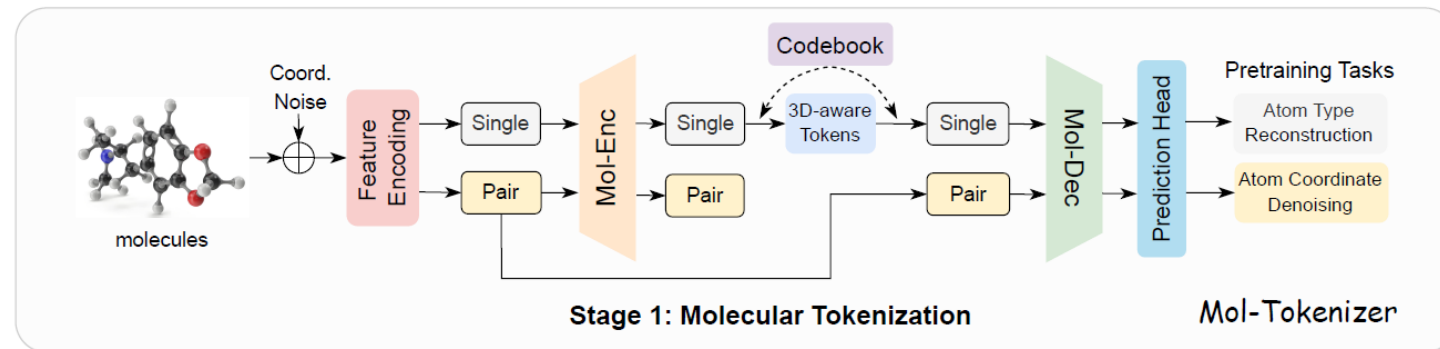 Codebook
Coord.
Noise
Pretraining Tasks
Feature
Encoding
Single
Mol-Enc
Single
3D-aware
Tokens
Single
Mol-Dec
Prediction Head
Atom Type
Reconstruction
Pair
Pair
Pair
Atom Coordinate
Denoising
molecules
Stage 1: Molecular Tokenization
Mol-Tokenizer